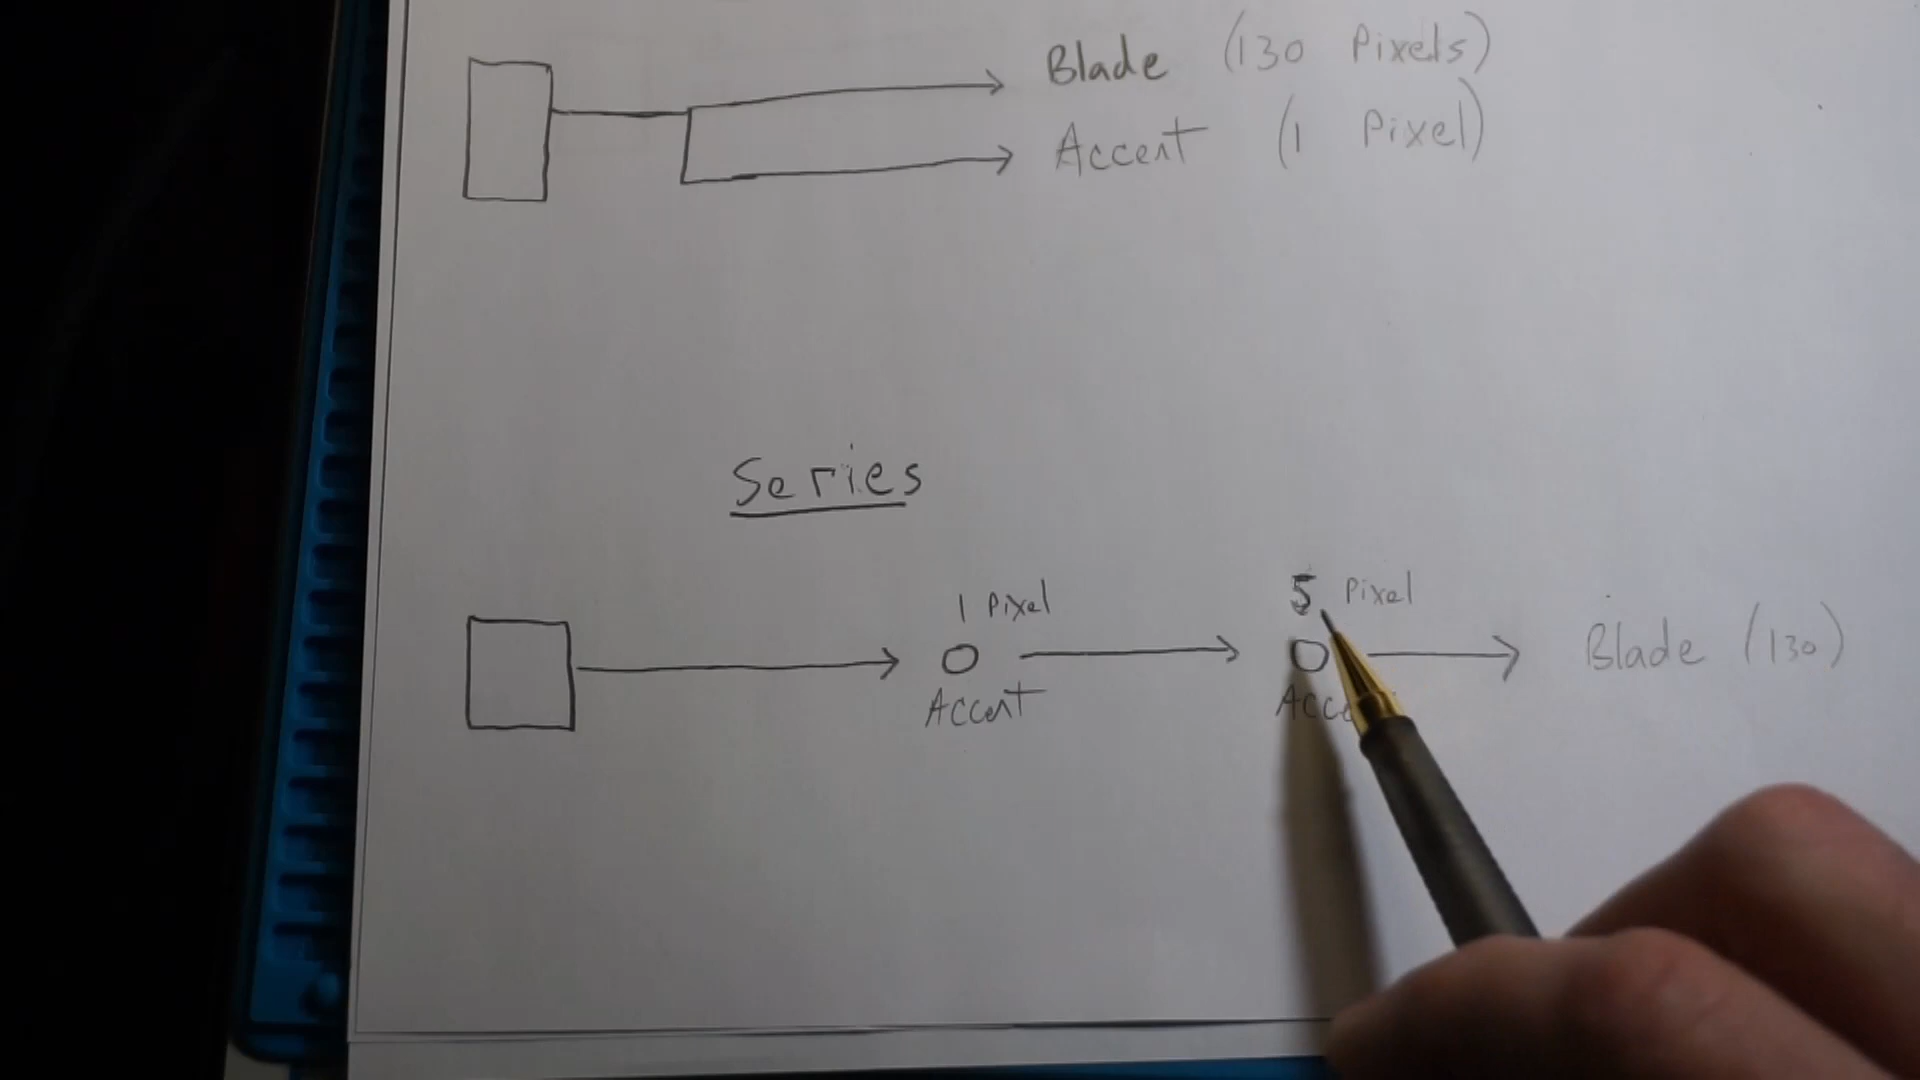 Blade (130 Pixels)
Accent (1 Pixel)
Series
1 Pixel
5 Pixel
Blade (130)
Accent